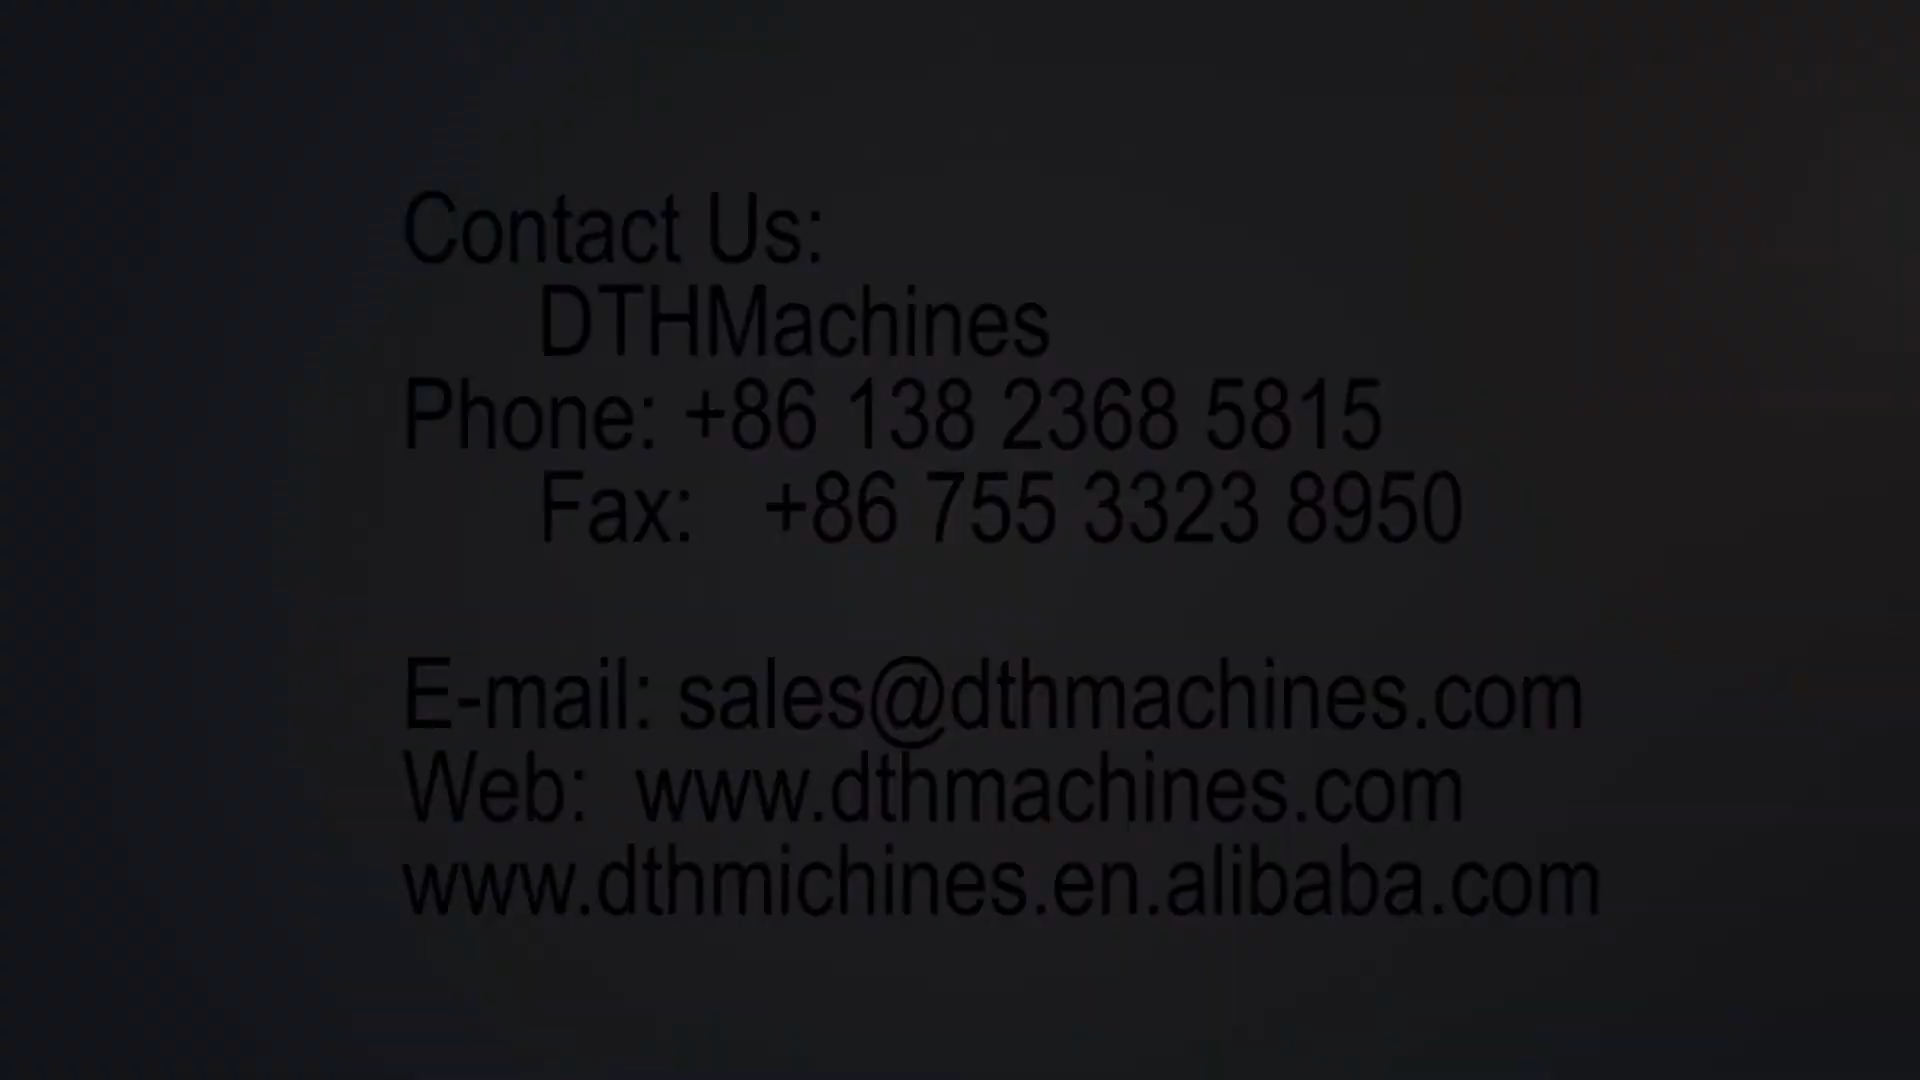 Contact Us:
DTHMachines
Phone: +86 138 2368 5815
Fax: +86 755 3323 8950
E-mail: sales@dthmachines.com
Web: www.dthmachines.com
www.dthmichines.en.alibaba.com